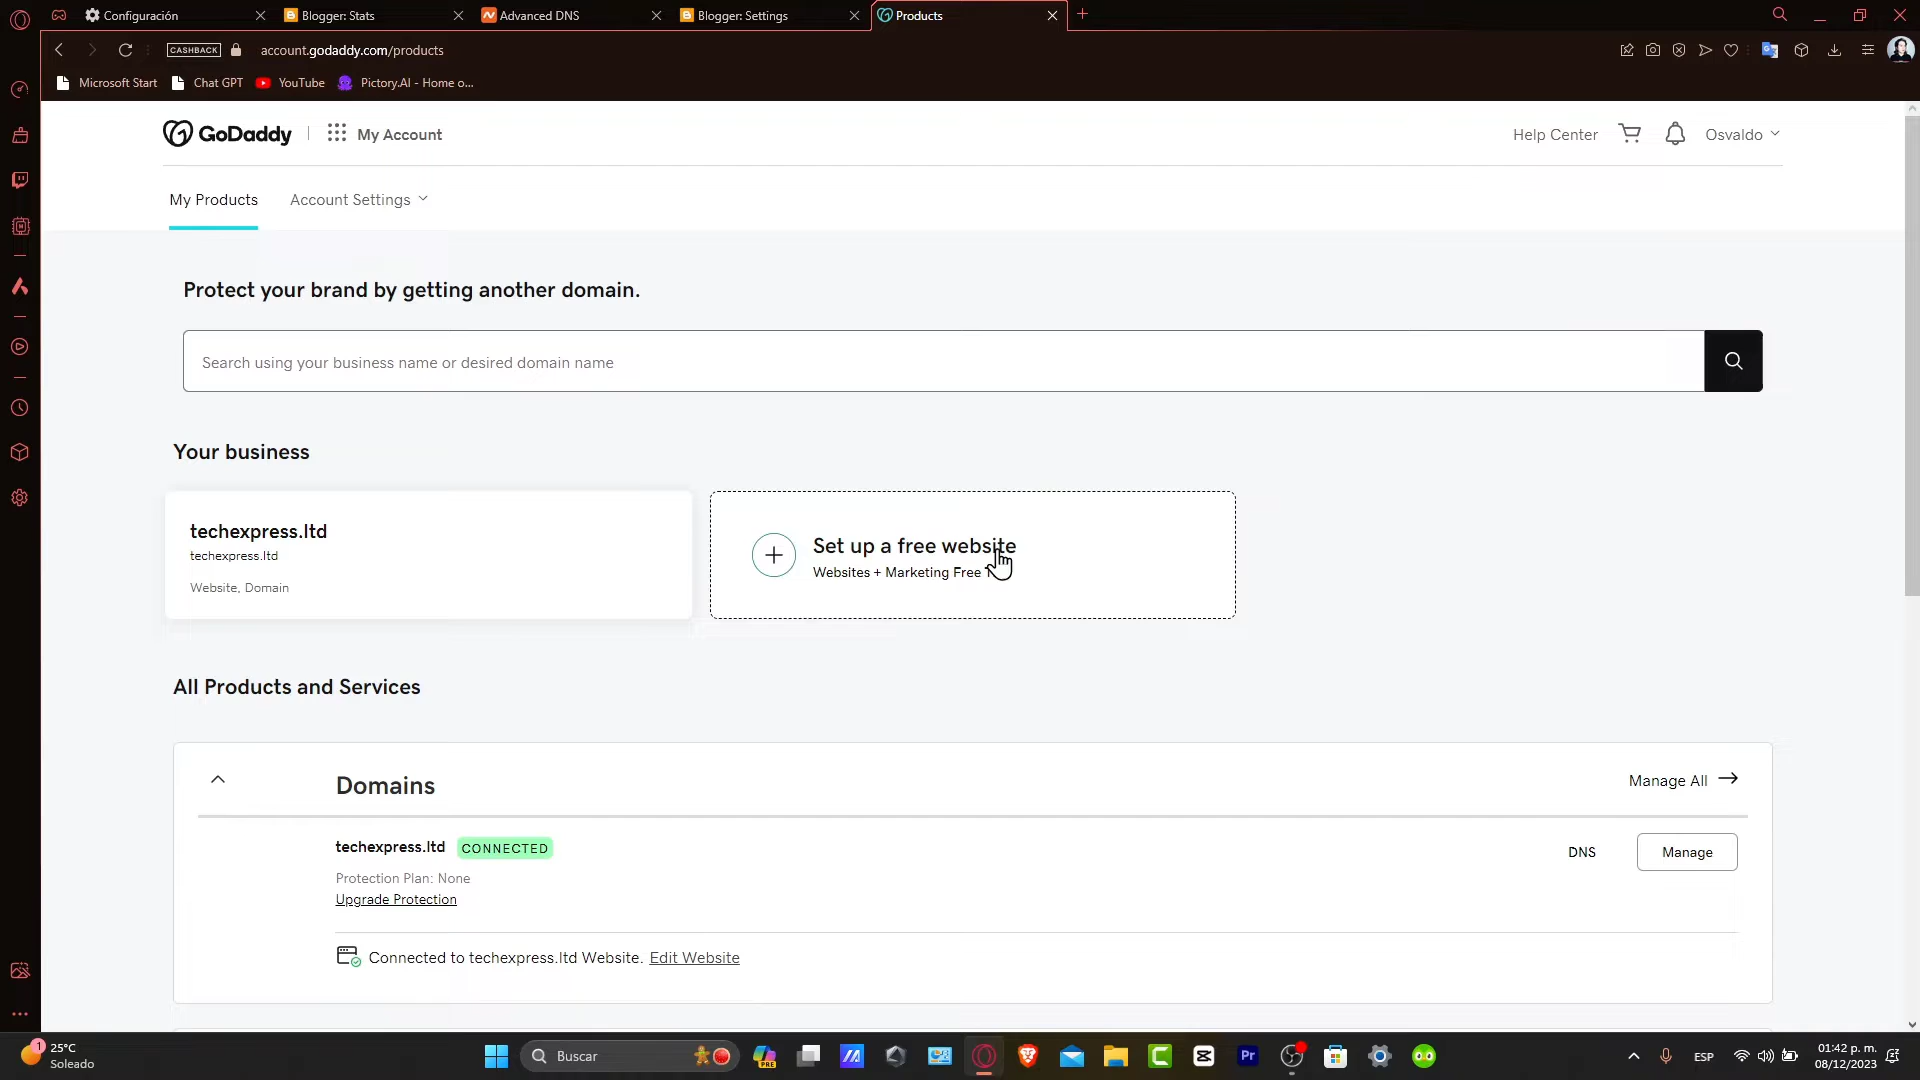 Configuración
Blogger: Stats
Advanced DNS
Blogger: Settings
Products
CASHBACK
account.godaddy.com/products
Microsoft Start
Chat GPT
YouTube
Pictory.AI - Home o...
GoDaddy
My Account
Help Center
Osvaldo
My Products
Account Settings
Protect your brand by getting another domain.
Search using your business name or desired domain name
Your business
techexpress.ltd
techexpress.ltd
Website, Domain
Set up a free website
Websites + Marketing Free
All Products and Services
Domains
Manage All
techexpress.ltd
CONNECTED
DNS
Manage
Protection Plan: None
Upgrade Protection
Connected to techexpress.ltd Website. Edit Website
1
25°C
Soleado
Buscar
PRE
Pr
ESP
01:42 p. m.
08/12/2023